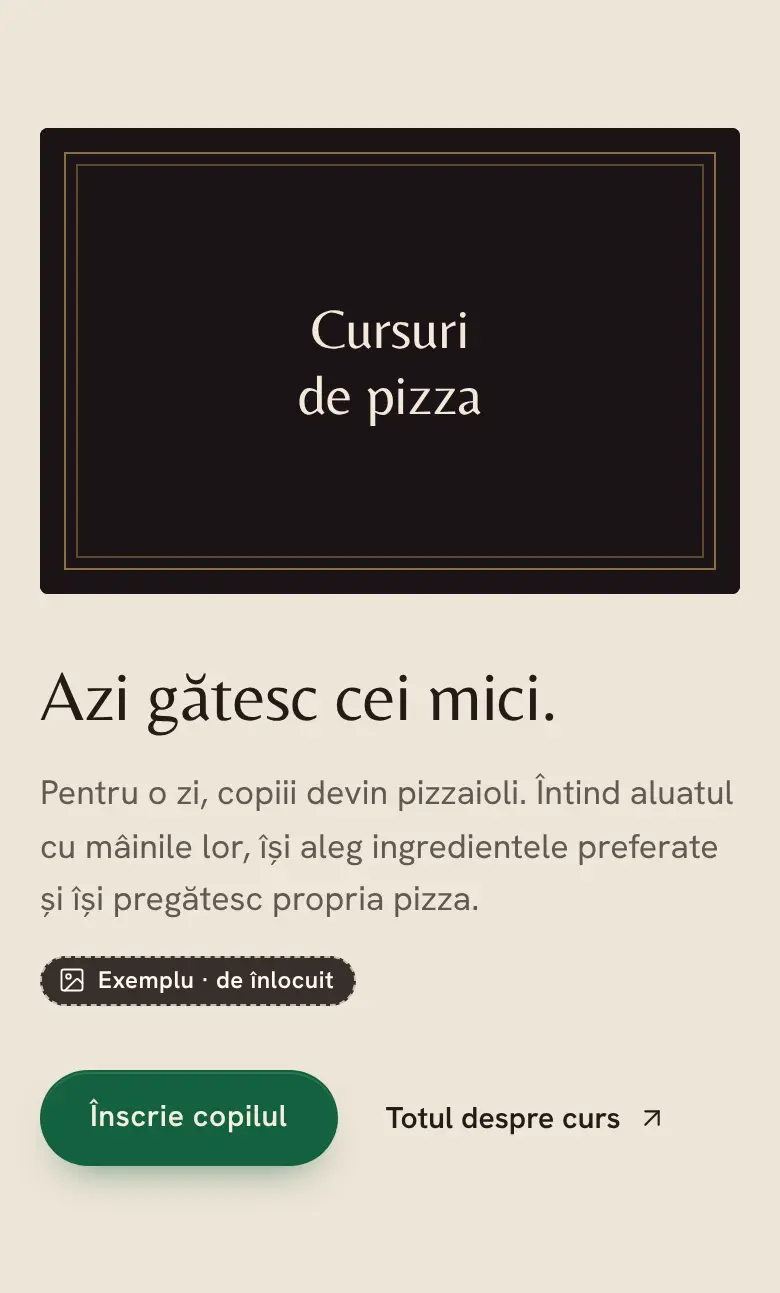 Cursuri
de pizza
Azi gătesc cei mici.
Pentru o zi, copiii devin pizzaioli. Întind aluatul
cu mâinile lor, își aleg ingredientele preferate
și își pregătesc propria pizza.
Exemplu · de înlocuit
Înscrie copilul
Totul despre curs